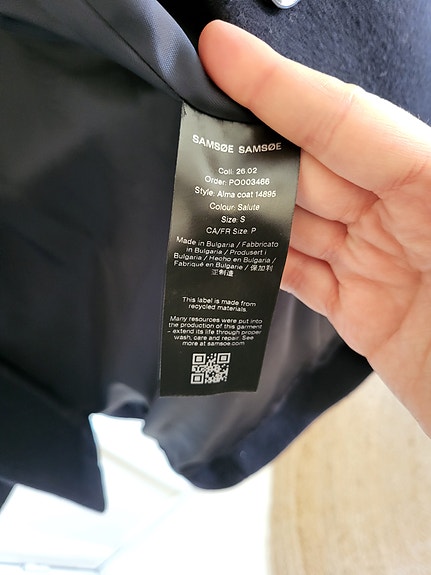 SAMSØE SAMSØE
Coll: 26.02
Order: PO003466
Style: Alma coat 14895
Colour: Salute
Size: S
CA/FR Size: P
Made in Bulgaria / Fabbricato
in Bulgaria / Produsert i
Bulgaria / Hecho en Bulgaria /
Fabriqué en Bulgarie / 保加利
亚制造
This label is made from
recycled materials.
Many resources were put into
the production of this garment
- extend its life through proper
wash, care and repair. See
more at samsoe.com